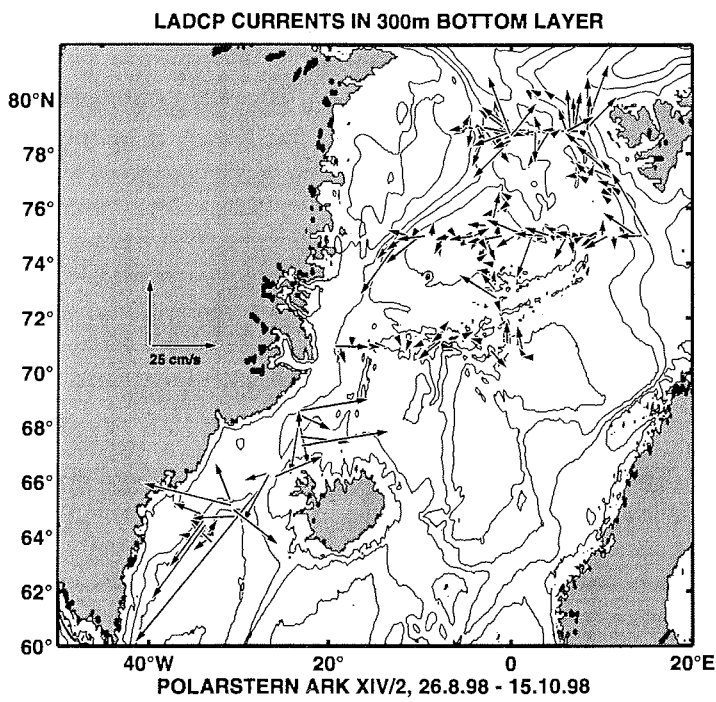 LADCP CURRENTS IN 300m BOTTOM LAYER
80°N
78°
76°
74°
72°
25 cm/s
70°
68°
66°
64°
62°
60°
40°W 20° 0 20°E
POLARSTERN ARK XIV/2, 26.8.98 - 15.10.98